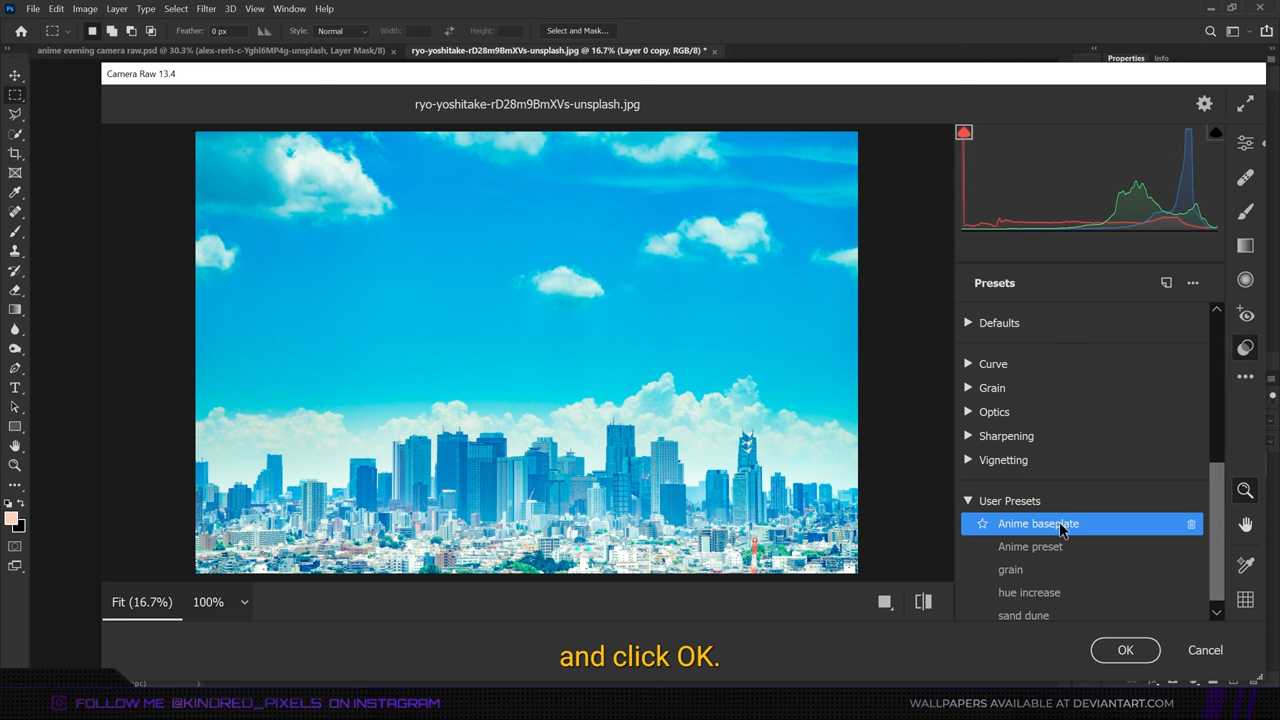 Ps File Edit Image Layer Type Select Filter 3D View Window Help
Feather: 0 px Style: Normal Width: Height: Select and Mask...
anime evening camera raw.psd @ 30.3% (alex-rerh-c-YghI6MP4g-unsplash, Layer Mask/8) × ryo-yoshitake-rD28m9BmXVs-unsplash.jpg @ 16.7% (Layer 0 copy, RGB/8) * ×
Properties Info
Camera Raw 13.4
ryo-yoshitake-rD28m9BmXVs-unsplash.jpg
Presets
Defaults
Curve
Grain
Optics
Sharpening
Vignetting
User Presets
Anime baseplate
Anime preset
grain
hue increase
sand dune
Fit (16.7%) 100%
and click OK.
OK Cancel
FOLLOW ME @KINDRED_PIXELS ON INSTAGRAM
WALLPAPERS AVAILABLE AT DEVIANTART.COM